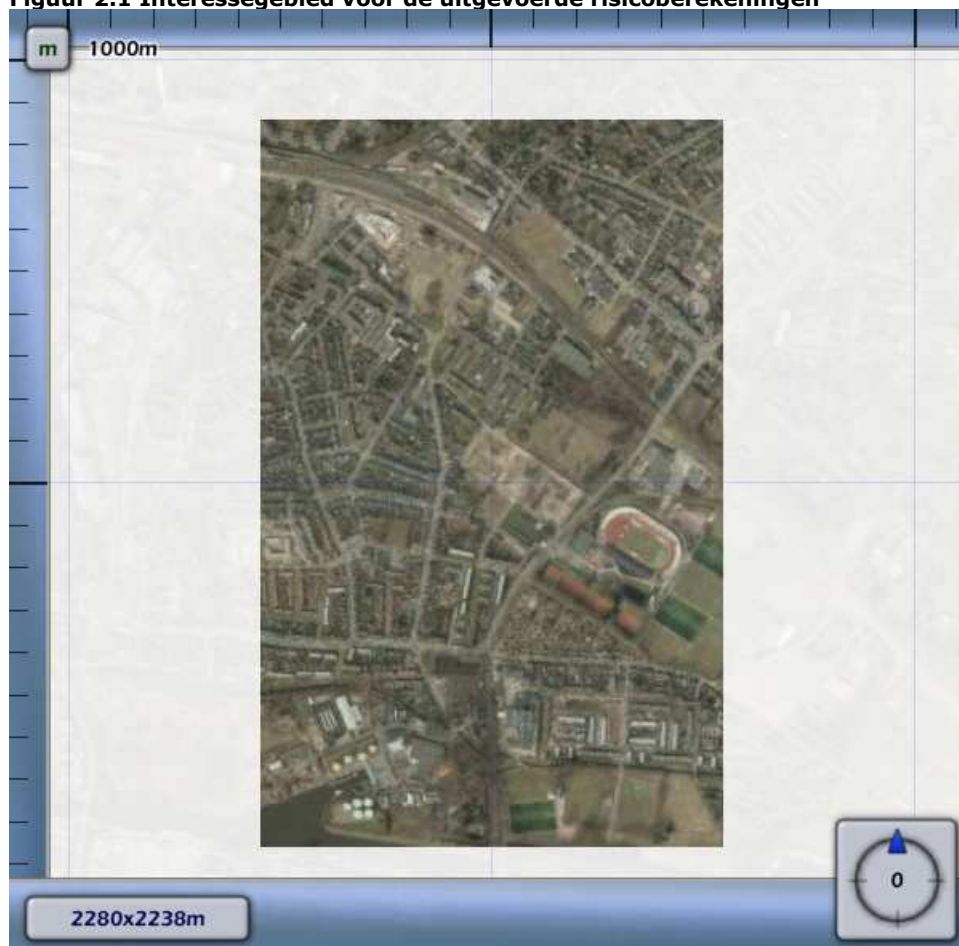 Figuur 2.1 Interessegebied voor de uitgevoerde risicoberekeningen
m 1000m
0
2280x2238m